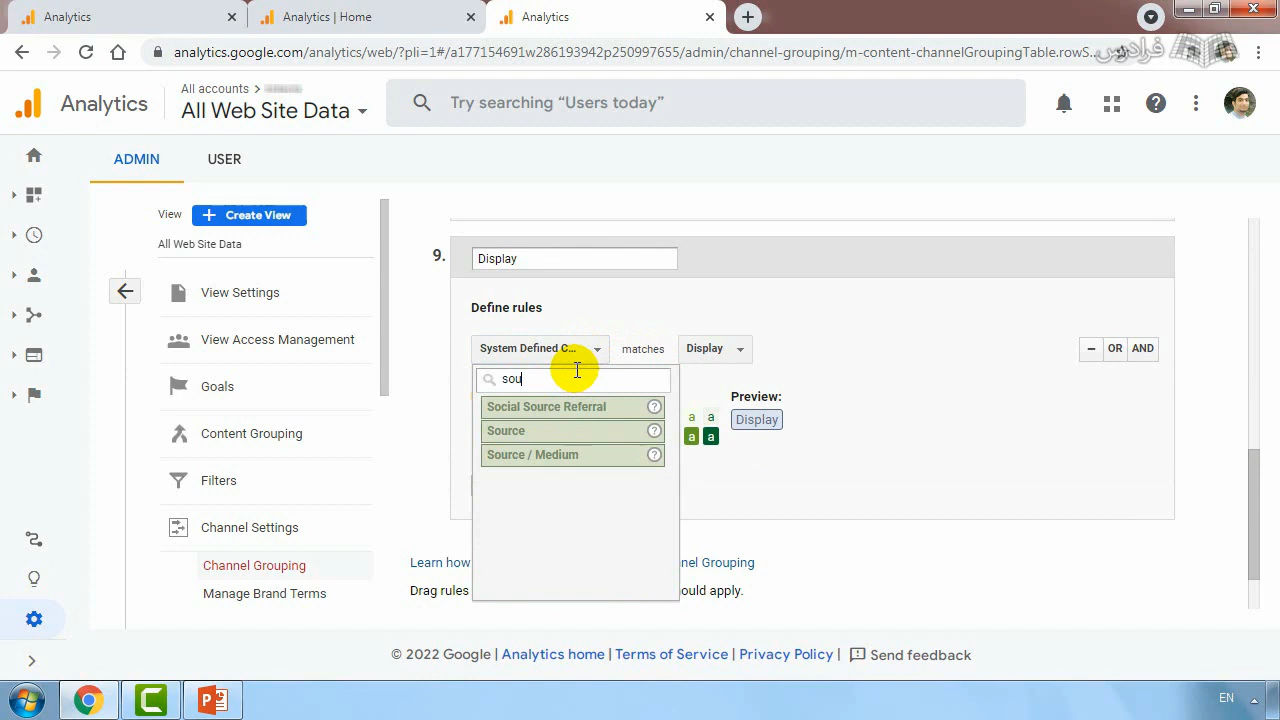 Analytics
Analytics | Home
Analytics
analytics.google.com/analytics/web/?pli=1#/a177154691w286193942p250997655/admin/channel-grouping/m-content-channelGroupingTable.rowS...
فرادرس
Analytics
All accounts >
All Web Site Data
Try searching “Users today”
ADMIN
USER
View
Create View
All Web Site Data
View Settings
View Access Management
Goals
Content Grouping
Filters
Channel Settings
Channel Grouping
Manage Brand Terms
9.
Display
Define rules
System Defined C...
matches
Display
−
OR
AND
sou
Social Source Referral ?
Source ?
Source / Medium ?
a a
a a
Preview:
Display
Learn how
nel Grouping
Drag rules
ould apply.
© 2022 Google | Analytics home | Terms of Service | Privacy Policy | Send feedback
EN